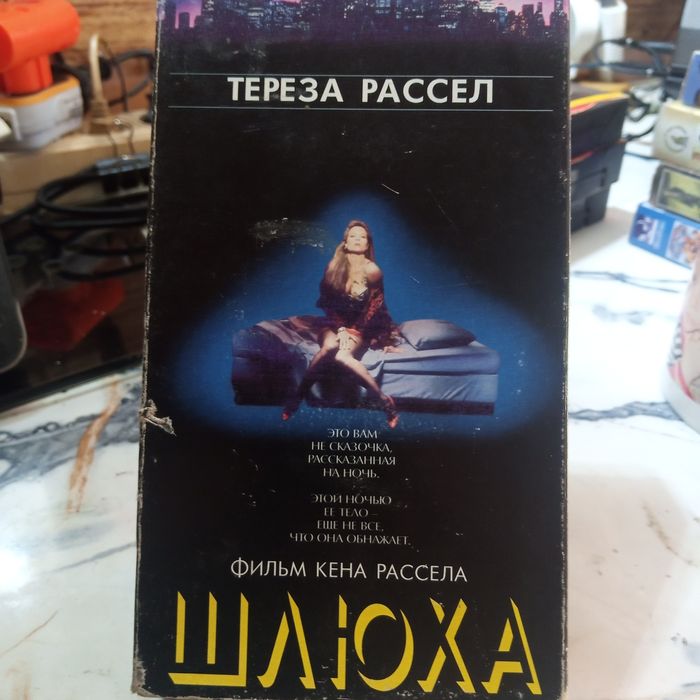 ТЕРЕЗА РАССЕЛ
ЭТО ВАМ
НЕ СКАЗОЧКА,
РАССКАЗАННАЯ
НА НОЧЬ.
ЭТОЙ НОЧЬЮ
ЕЕ ТЕЛО –
ЕЩЕ НЕ ВСЕ,
ЧТО ОНА ОБНАЖАЕТ.
ФИЛЬМ КЕНА РАССЕЛА
ШЛЮХА